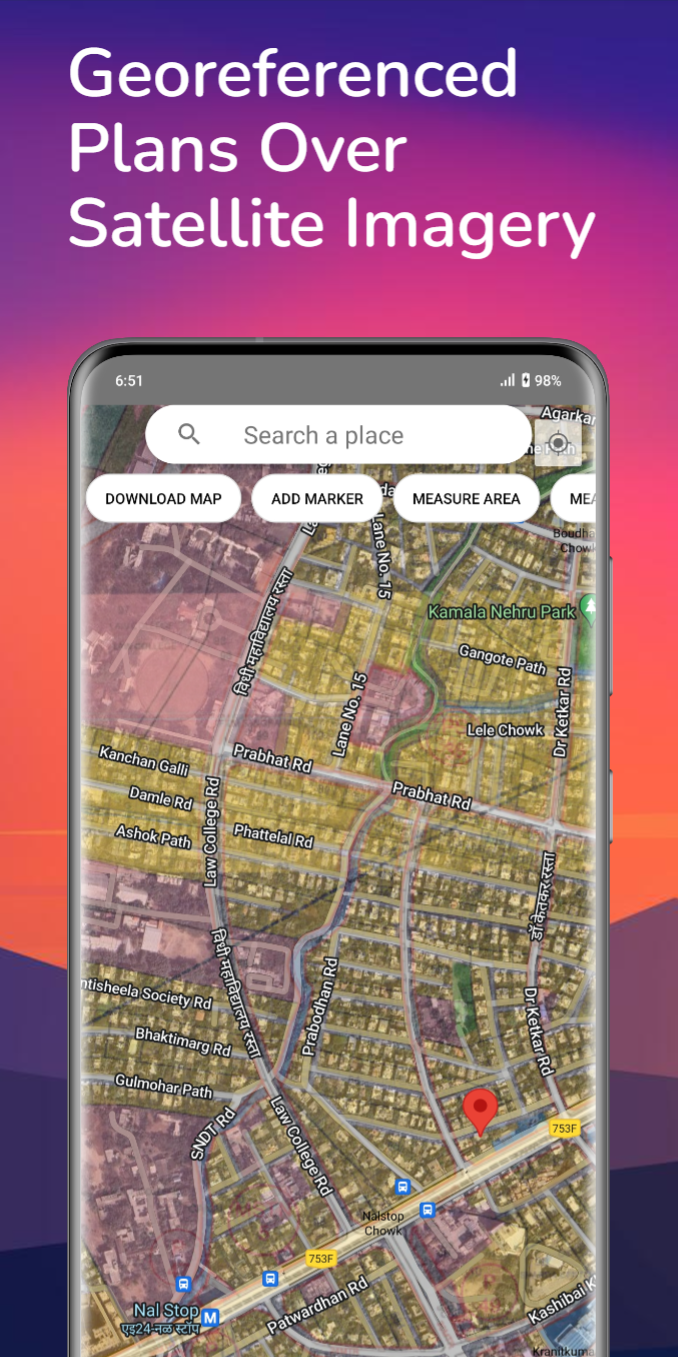 Georeferenced
Plans Over
Satellite Imagery
6:51
98%
Agarkar
Search a place
DOWNLOAD MAP
ADD MARKER
MEASURE AREA
MEA
Boudha
Chowk
Lane No. 15
विधी महाविद्यालय रस्ता
Kamala Nehru Park
Gangote Path
Dr Ketkar Rd
Lane No. 15
Lele Chowk
Kanchan Galli
Prabhat Rd
Damle Rd
Prabhat Rd
Ashok Path
Law College Rd
Phattelal Rd
डॉ केतकर रस्ता
विधी महाविद्यालय रस्ता
ntisheela Society Rd
Prabodhan Rd
Dr Ketkar Rd
Bhaktimarg Rd
Gulmohar Path
SNDT Rd
Law College Rd
753F
Nalstop
Chowk
753F
Nal Stop
M
एड24-नळ स्टॉप
Patwardhan Rd
Kashibai K
Kranitkuma